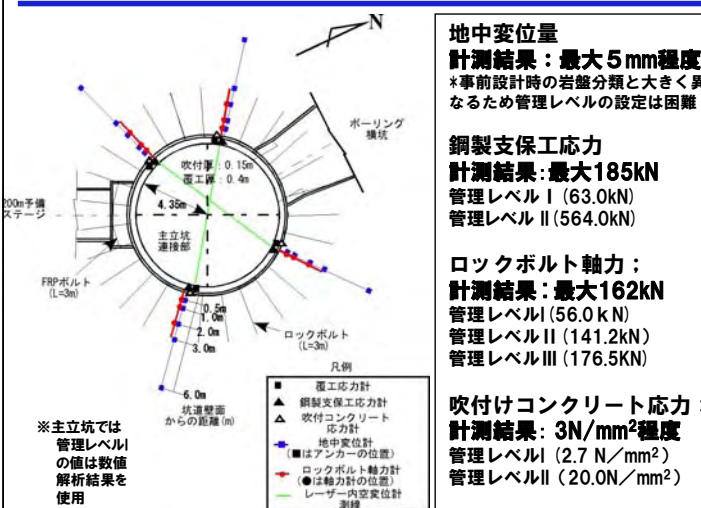 N
ボーリング
横坑
吹付厚：0.15m
覆工厚：0.4m
4.35m
200m予備
ステージ
主立坑
連接部
FRPボルト
(L=3m)
0.5m
1.0m
2.0m
3.0m
6.0m
ロックボルト
(L=3m)
坑道壁面
からの距離(m)
※主立坑では
管理レベルⅠ
の値は数値
解析結果を
使用
凡例
覆工応力計
鋼製支保工応力計
吹付コンクリート
応力計
地中変位計
(■はアンカーの位置)
ロックボルト軸力計
(●は軸力計の位置)
レーザー内空変位計
測線
地中変位量
計測結果：最大５mm程度
*事前設計時の岩盤分類と大きく異
なるため管理レベルの設定は困難
鋼製支保工応力
計測結果：最大185kN
管理レベルⅠ(63.0kN)
管理レベルⅡ(564.0kN)
ロックボルト軸力；
計測結果：最大162kN
管理レベルⅠ(56.0ｋN)
管理レベルⅡ(141.2kN)
管理レベルⅢ(176.5KN)
吹付けコンクリート応力；
計測結果：3N/mm²程度
管理レベルⅠ(2.7 N／mm²)
管理レベルⅡ(20.0N／mm²)